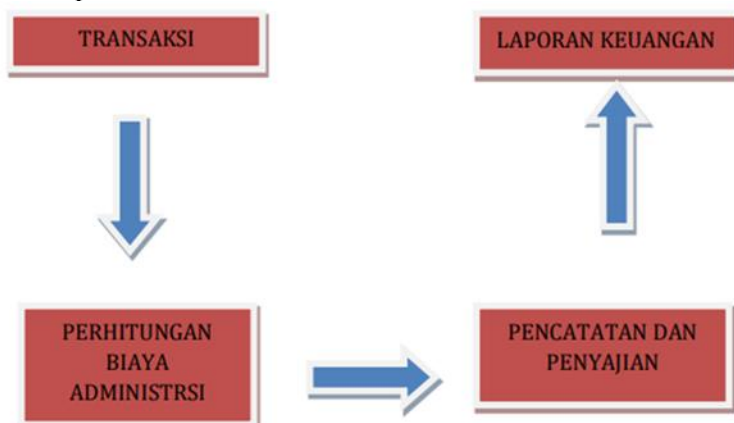 TRANSAKSI
PERHITUNGAN
BIAYA
ADMINISTRSI
PENCATATAN DAN
PENYAJIAN
LAPORAN KEUANGAN